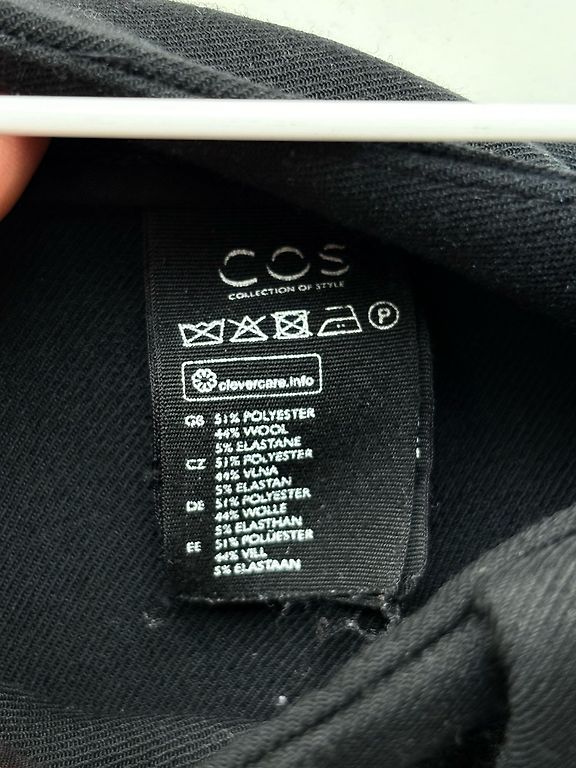 COS
COLLECTION OF STYLE
P
clevercare.info
GB 51% POLYESTER
44% WOOL
5% ELASTANE
CZ 51% POLYESTER
44% VLNA
5% ELASTAN
DE 51% POLYESTER
44% WOLLE
5% ELASTHAN
EE 51% POLÜESTER
44% VILL
5% ELASTAAN